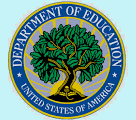 DEPARTMENT OF EDUCATION
UNITED STATES OF AMERICA